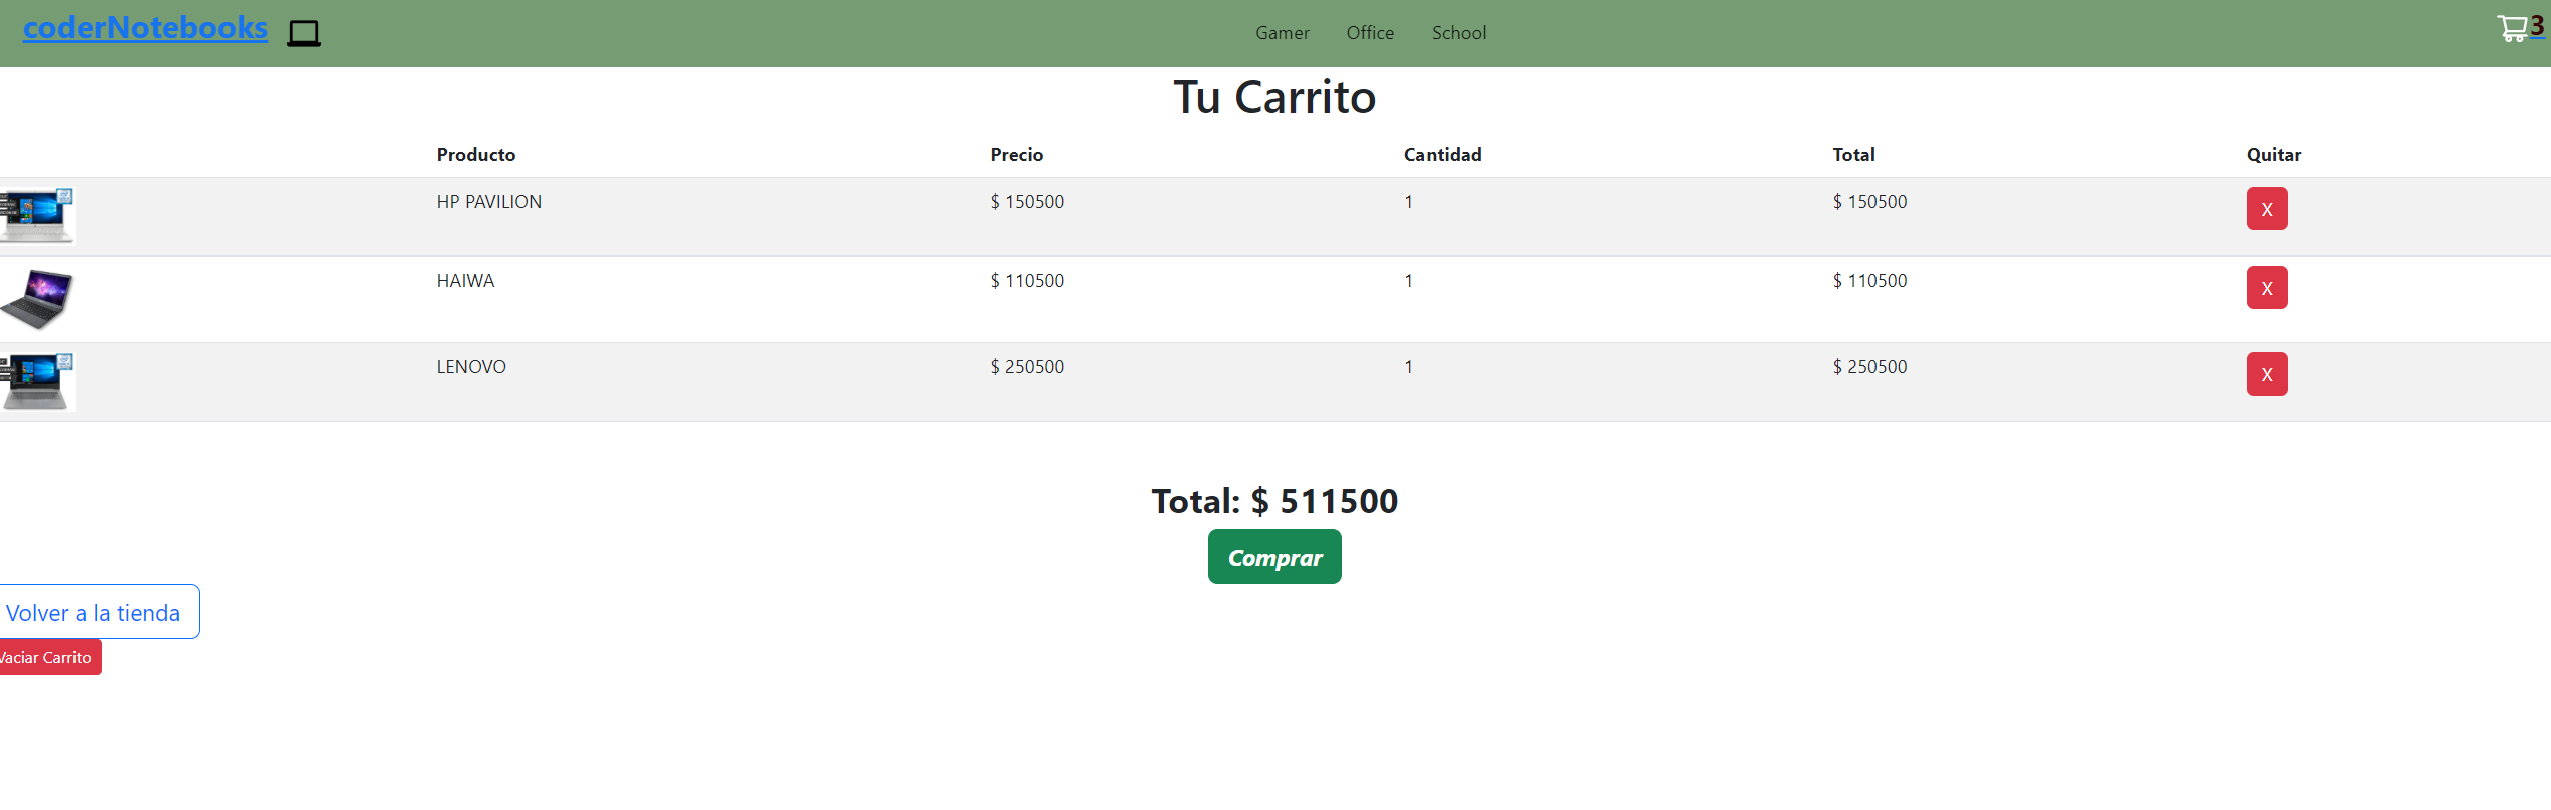 coderNotebooks Gamer Office School 3
Tu Carrito
Producto Precio Cantidad Total Quitar
HP PAVILION $ 150500 1 $ 150500 X
HAIWA $ 110500 1 $ 110500 X
LENOVO $ 250500 1 $ 250500 X
Total: $ 511500
Comprar
Volver a la tienda
Vaciar Carrito